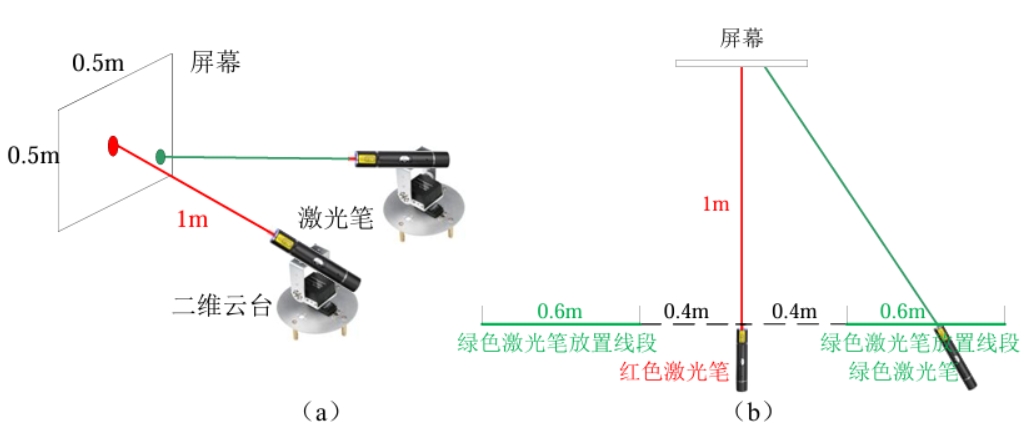 0.5m
屏幕
0.5m
1m
激光笔
二维云台
（a）
屏幕
1m
0.6m
0.4m
0.4m
0.6m
绿色激光笔放置线段
绿色激光笔放置线段
红色激光笔
绿色激光笔
（b）